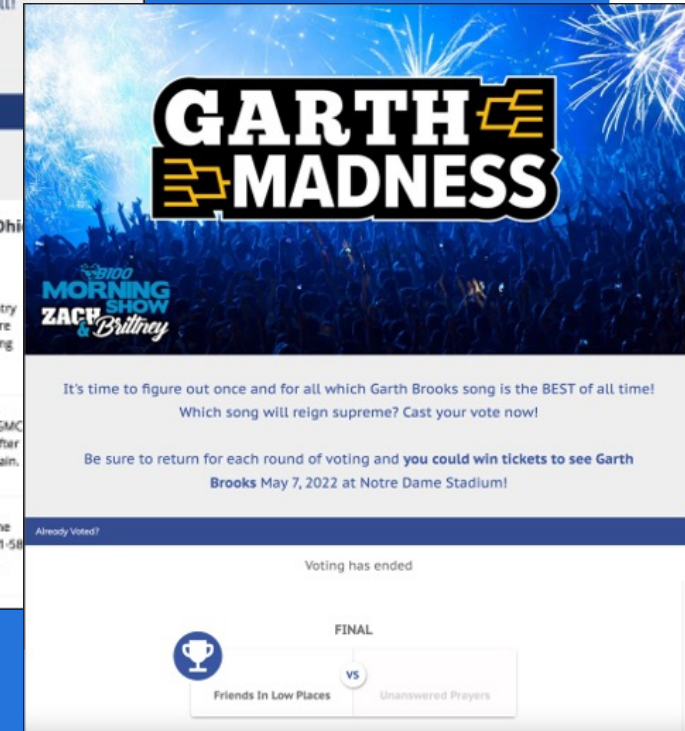 GARTH
MADNESS
B100
MORNING
SHOW
ZACH
& Brittney
It's time to figure out once and for all which Garth Brooks song is the BEST of all time!
Which song will reign supreme? Cast your vote now!
Be sure to return for each round of voting and you could win tickets to see Garth
Brooks May 7, 2022 at Notre Dame Stadium!
Already Voted?
Voting has ended
FINAL
Friends In Low Places
VS
Unanswered Prayers